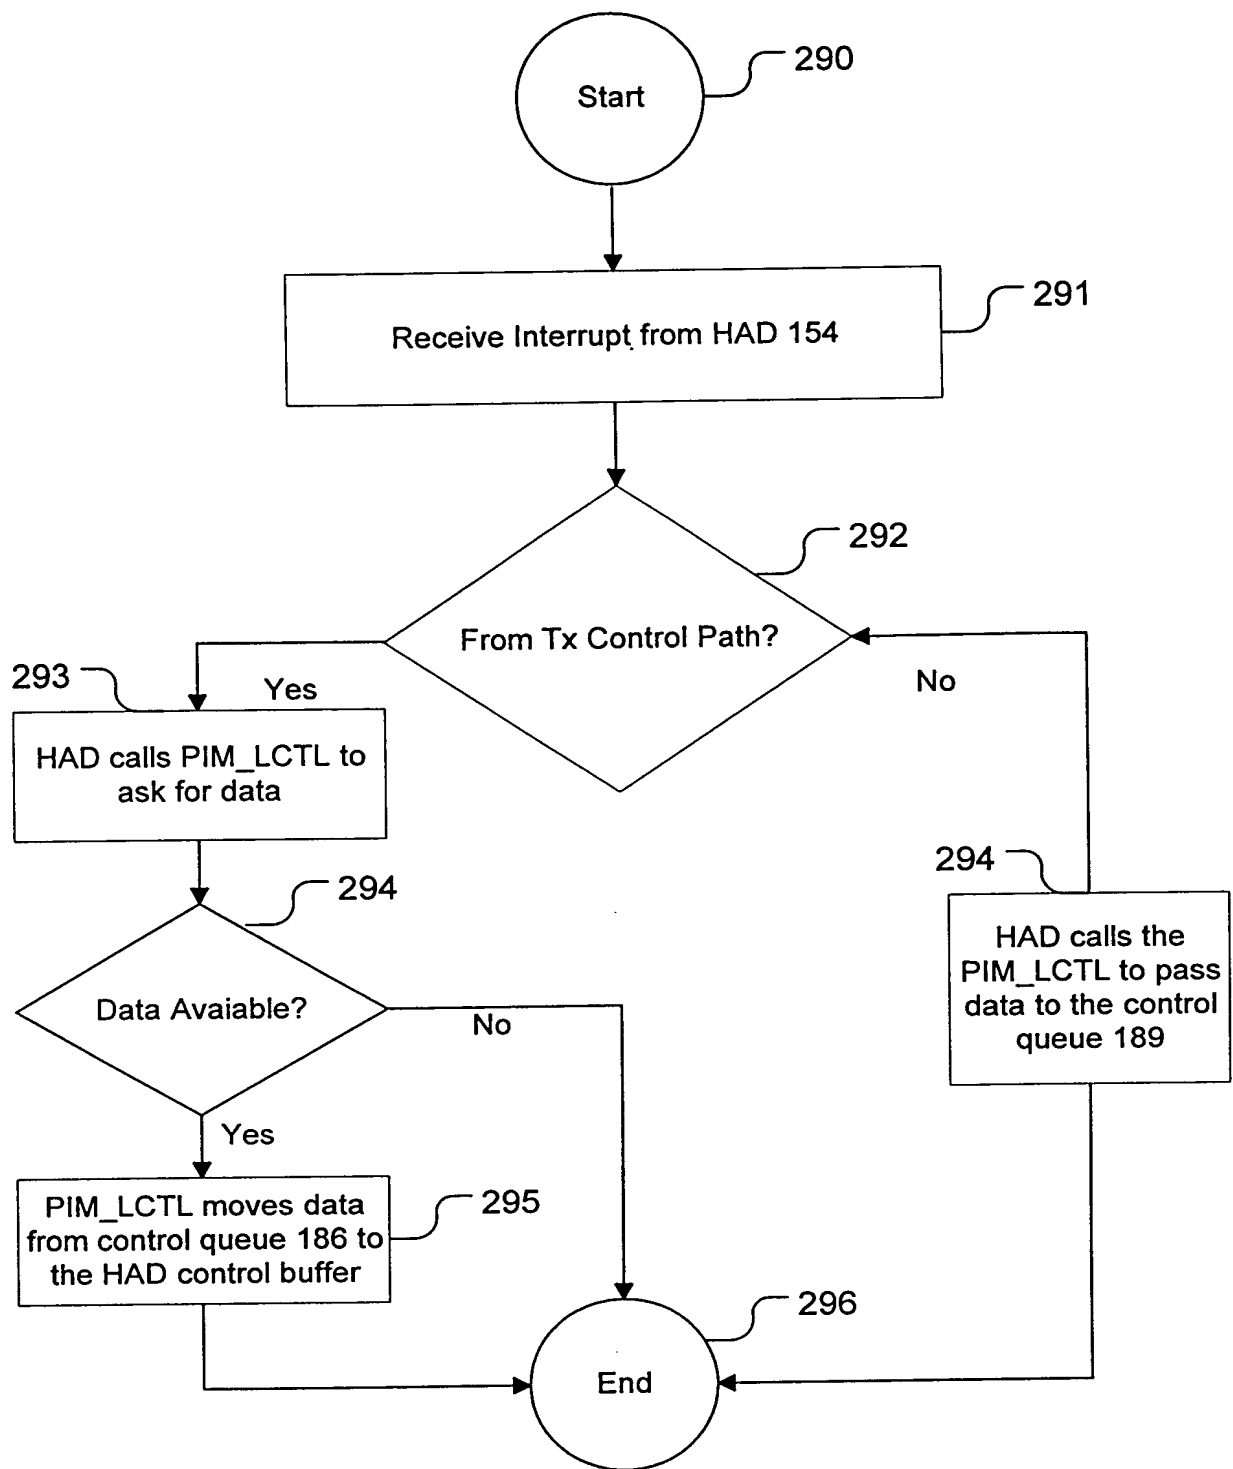 290
Start
291
Receive Interrupt from HAD 154
292
From Tx Control Path?
293
Yes
No
HAD calls PIM_LCTL to
ask for data
294
294
Data Avaiable?
No
HAD calls the
PIM_LCTL to pass
data to the control
queue 189
Yes
PIM_LCTL moves data
from control queue 186 to
the HAD control buffer
295
296
End